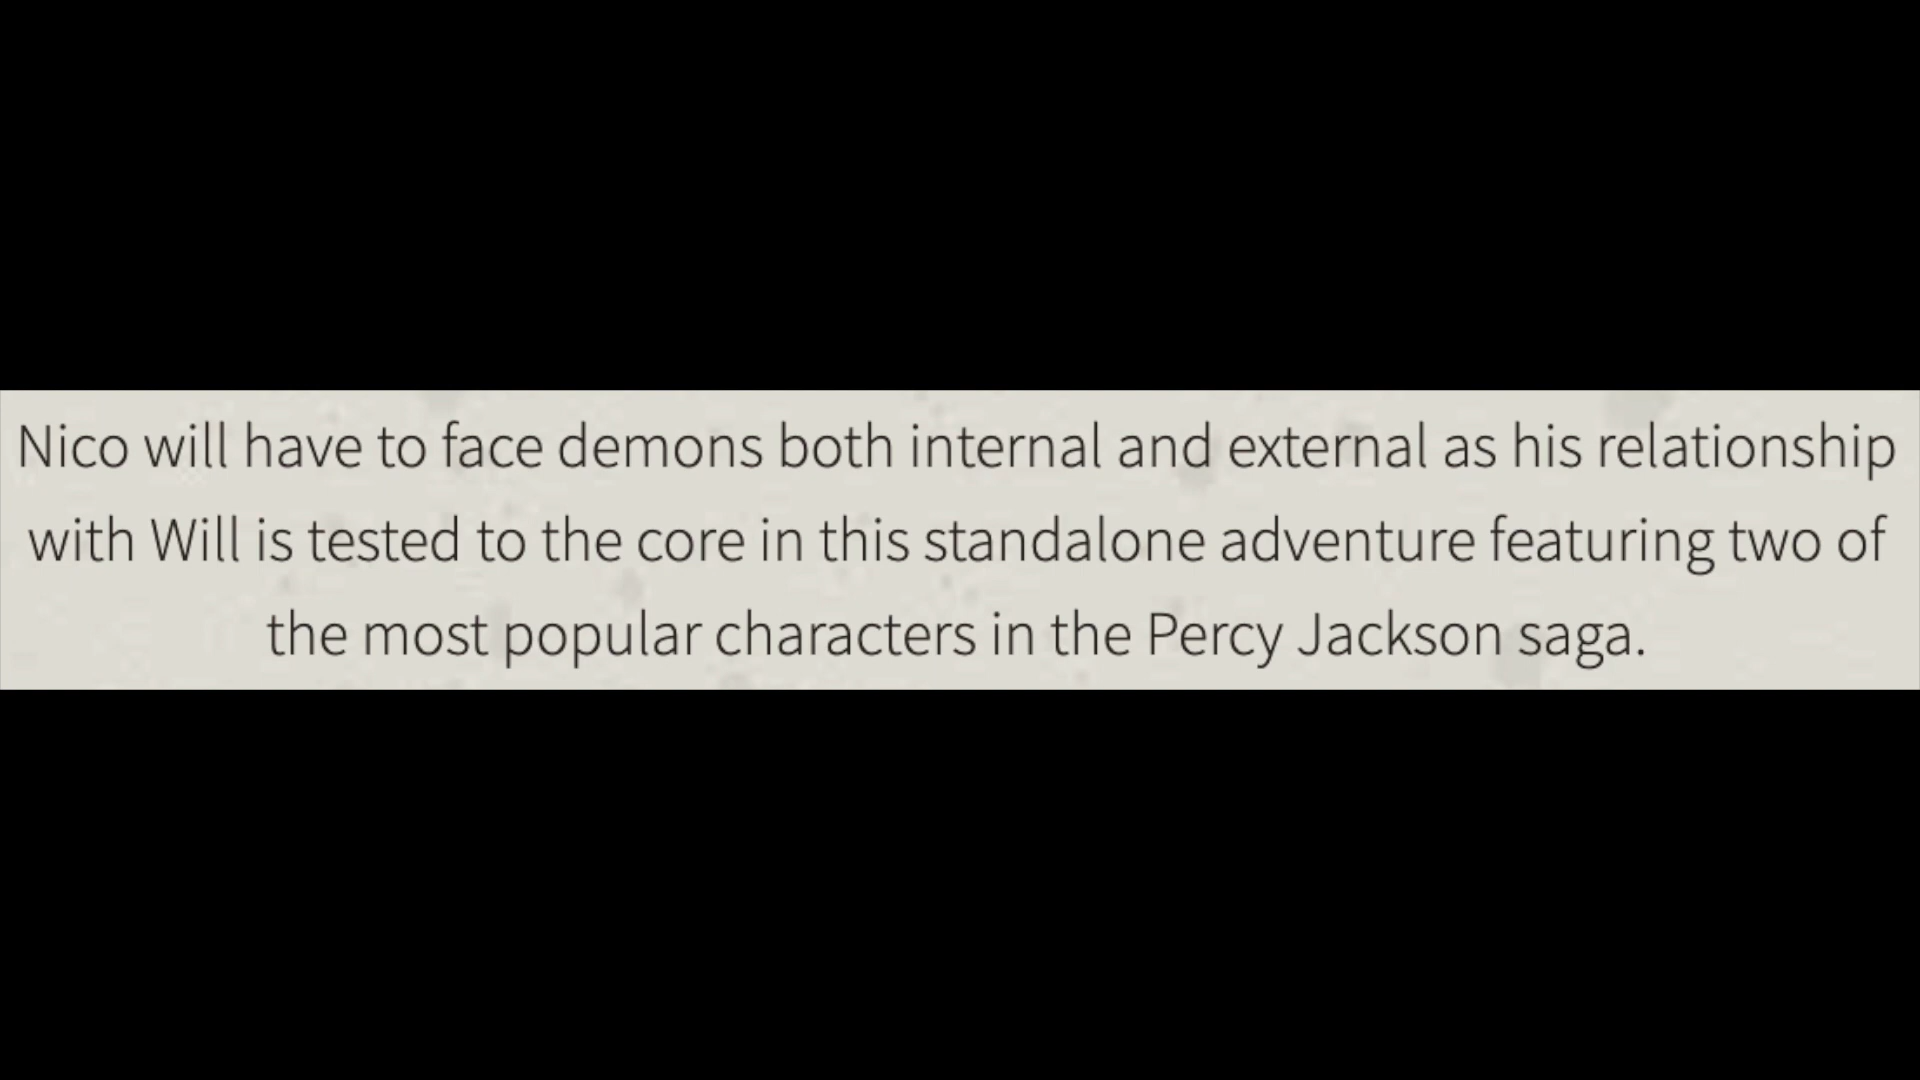 Nico will have to face demons both internal and external as his relationship
with Will is tested to the core in this standalone adventure featuring two of
the most popular characters in the Percy Jackson saga.